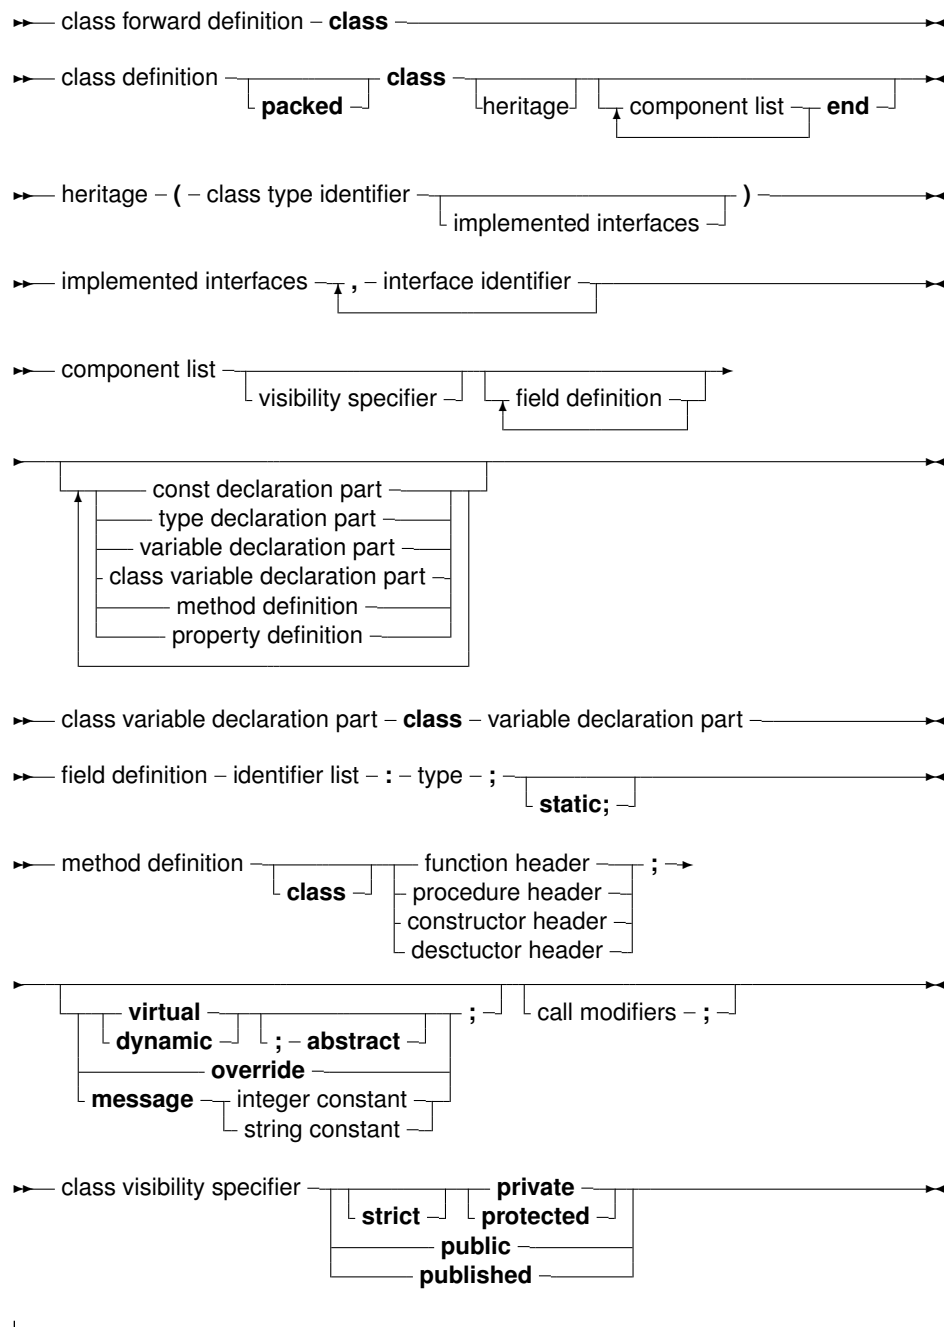 class forward definition – class
class definition packed class heritage component list end
heritage – ( – class type identifier implemented interfaces )
implemented interfaces , – interface identifier
component list visibility specifier field definition
const declaration part
type declaration part
variable declaration part
class variable declaration part
method definition
property definition
class variable declaration part – class – variable declaration part
field definition – identifier list – : – type – ; static;
method definition class function header ;
procedure header
constructor header
desctuctor header
virtual ; call modifiers – ;
dynamic ; – abstract
override
message integer constant
string constant
class visibility specifier private
strict protected
public
published